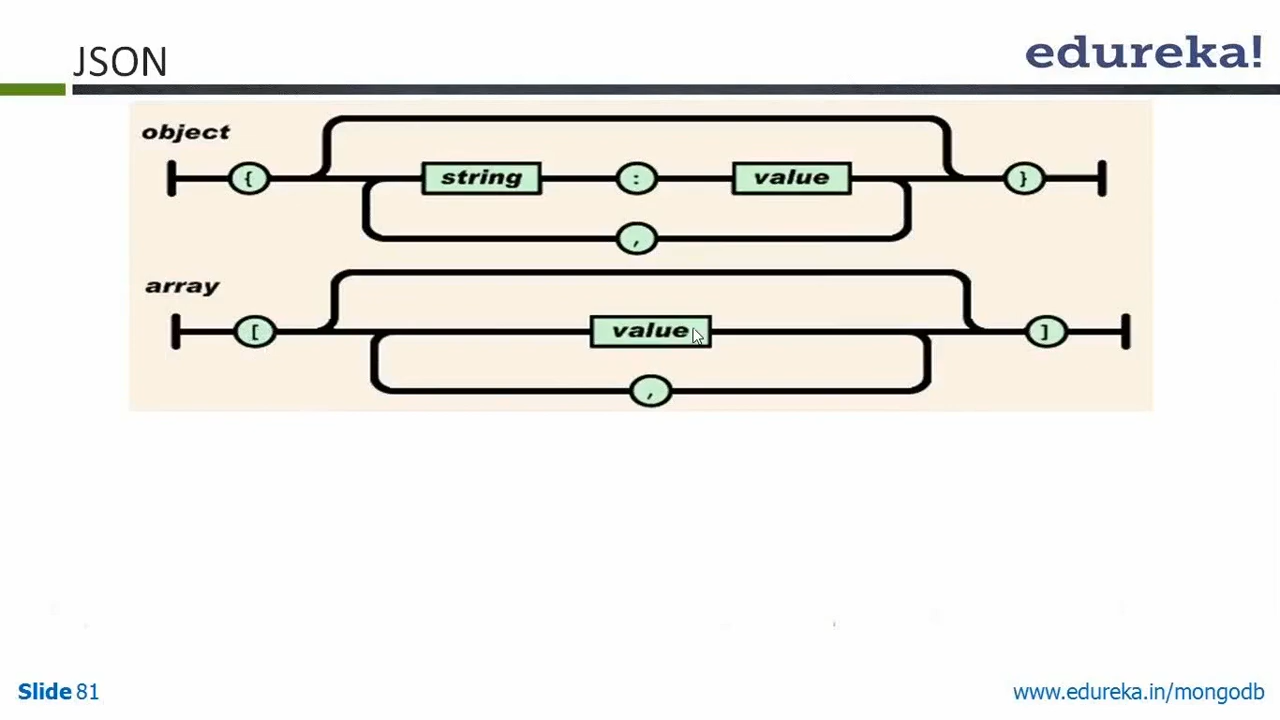 JSON
edureka!
object
{ string : value }
,
array
[ value ]
,
Slide 81
www.edureka.in/mongodb